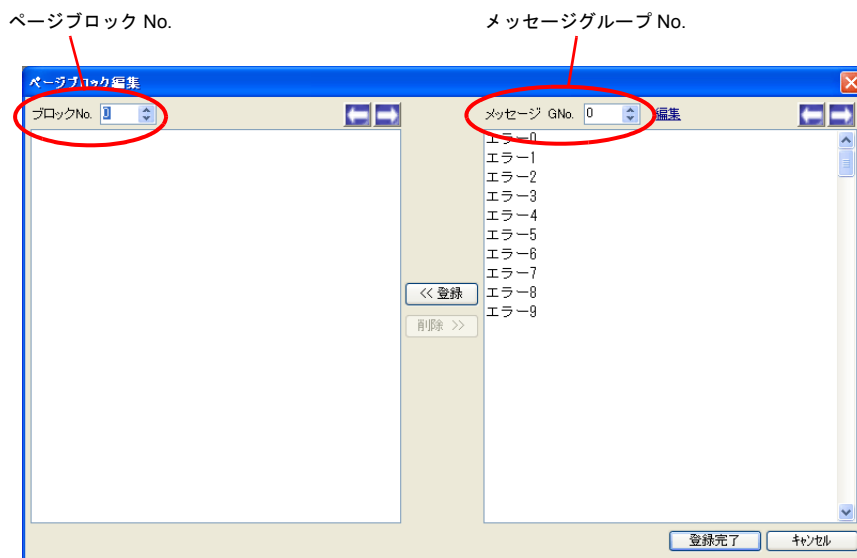 ページブロック No.
メッセージグループ No.
ページブロック編集
ブロックNo. 0
メッセージ GNo. 0 編集
エラー0
エラー1
エラー2
エラー3
エラー4
エラー5
エラー6
エラー7
エラー8
エラー9
<< 登録
削除 >>
登録完了
キャンセル